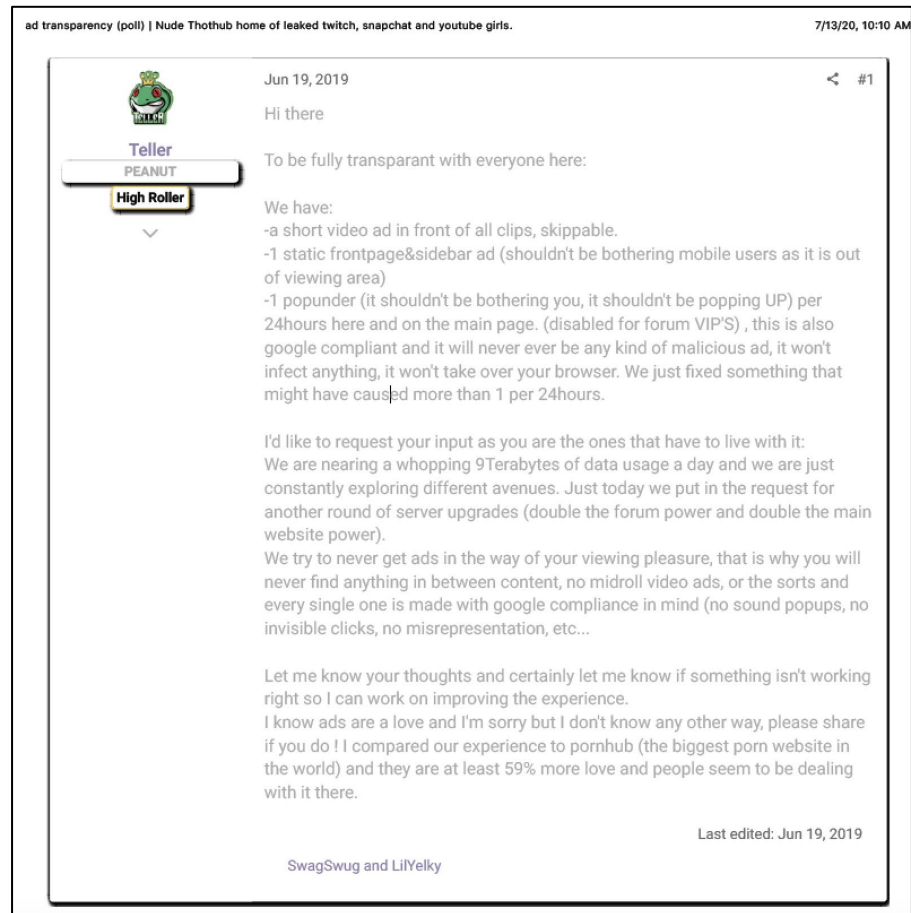 ad transparency (poll) | Nude Thothub home of leaked twitch, snapchat and youtube girls.
7/13/20, 10:10 AM
TELLER
Teller
PEANUT
High Roller
Jun 19, 2019
#1
Hi there
To be fully transparant with everyone here:
We have:
-a short video ad in front of all clips, skippable.
-1 static frontpage&sidebar ad (shouldn't be bothering mobile users as it is out
of viewing area)
-1 popunder (it shouldn't be bothering you, it shouldn't be popping UP) per
24hours here and on the main page. (disabled for forum VIP'S) , this is also
google compliant and it will never ever be any kind of malicious ad, it won't
infect anything, it won't take over your browser. We just fixed something that
might have caused more than 1 per 24hours.
I'd like to request your input as you are the ones that have to live with it:
We are nearing a whopping 9Terabytes of data usage a day and we are just
constantly exploring different avenues. Just today we put in the request for
another round of server upgrades (double the forum power and double the main
website power).
We try to never get ads in the way of your viewing pleasure, that is why you will
never find anything in between content, no midroll video ads, or the sorts and
every single one is made with google compliance in mind (no sound popups, no
invisible clicks, no misrepresentation, etc...
Let me know your thoughts and certainly let me know if something isn't working
right so I can work on improving the experience.
I know ads are a love and I'm sorry but I don't know any other way, please share
if you do ! I compared our experience to pornhub (the biggest porn website in
the world) and they are at least 59% more love and people seem to be dealing
with it there.
Last edited: Jun 19, 2019
SwagSwug and LilYelky